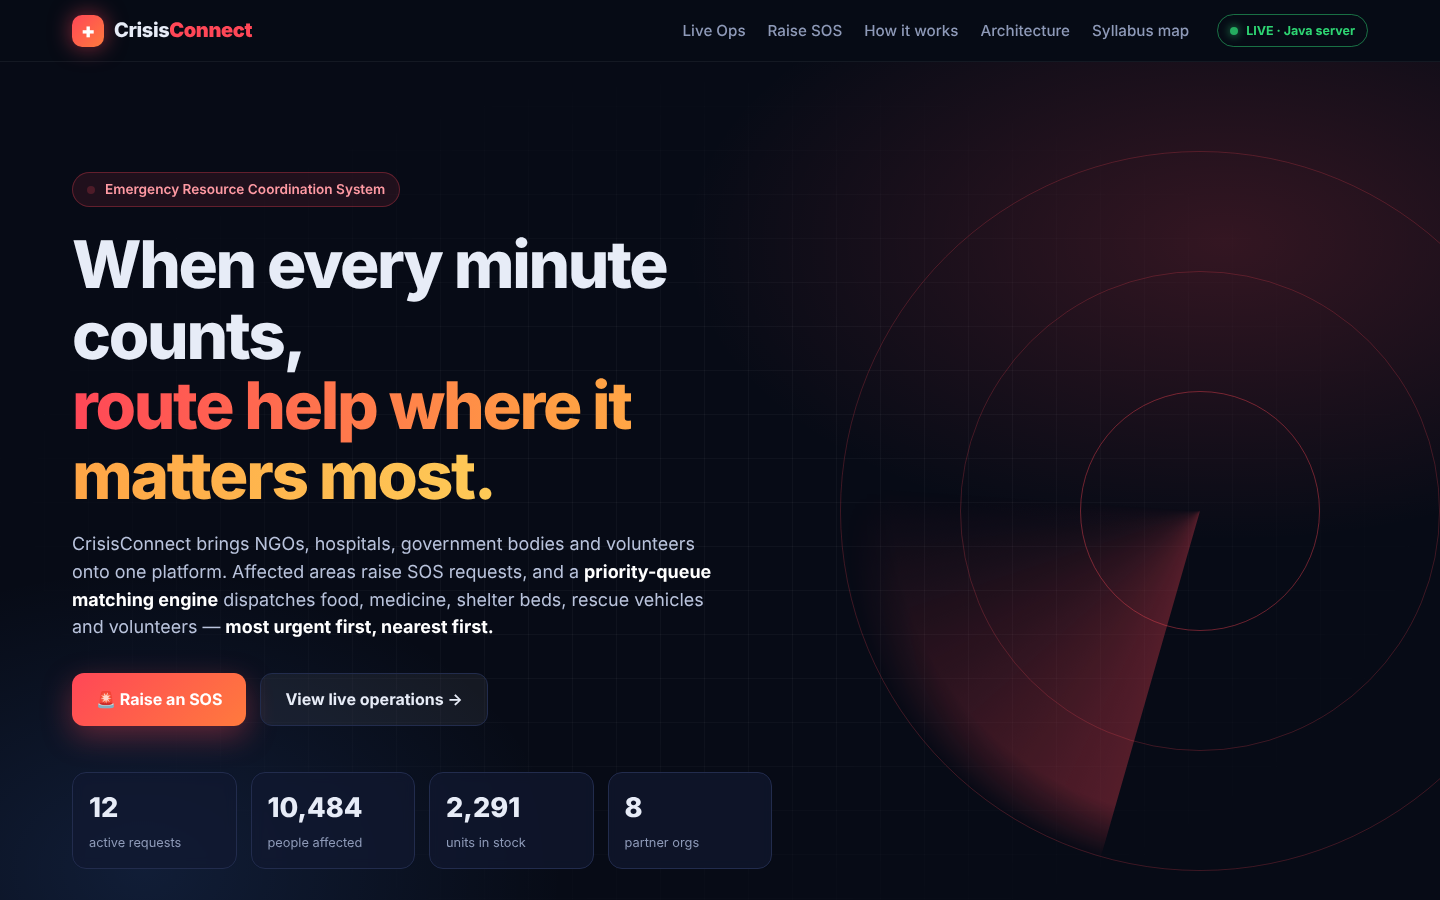 CrisisConnect
Live Ops
Raise SOS
How it works
Architecture
Syllabus map
LIVE · Java server
Emergency Resource Coordination System
When every minute
counts,
route help where it
matters most.
CrisisConnect brings NGOs, hospitals, government bodies and volunteers
onto one platform. Affected areas raise SOS requests, and a priority-queue
matching engine dispatches food, medicine, shelter beds, rescue vehicles
and volunteers — most urgent first, nearest first.
🚨 Raise an SOS
View live operations →
12
active requests
10,484
people affected
2,291
units in stock
8
partner orgs